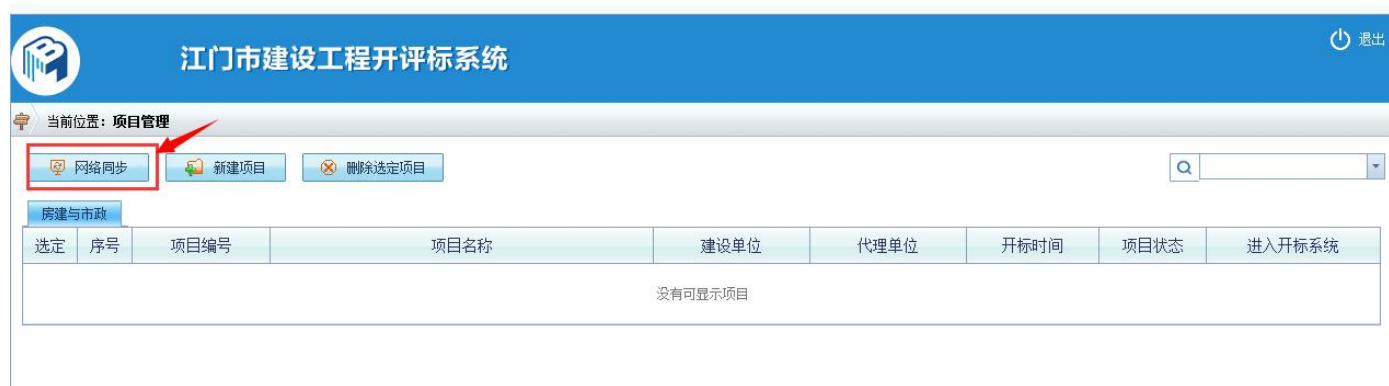 江门市建设工程开评标系统
退出
当前位置：项目管理
网络同步 新建项目 删除选定项目
房建与市政
选定 序号 项目编号 项目名称 建设单位 代理单位 开标时间 项目状态 进入开标系统
没有可显示项目